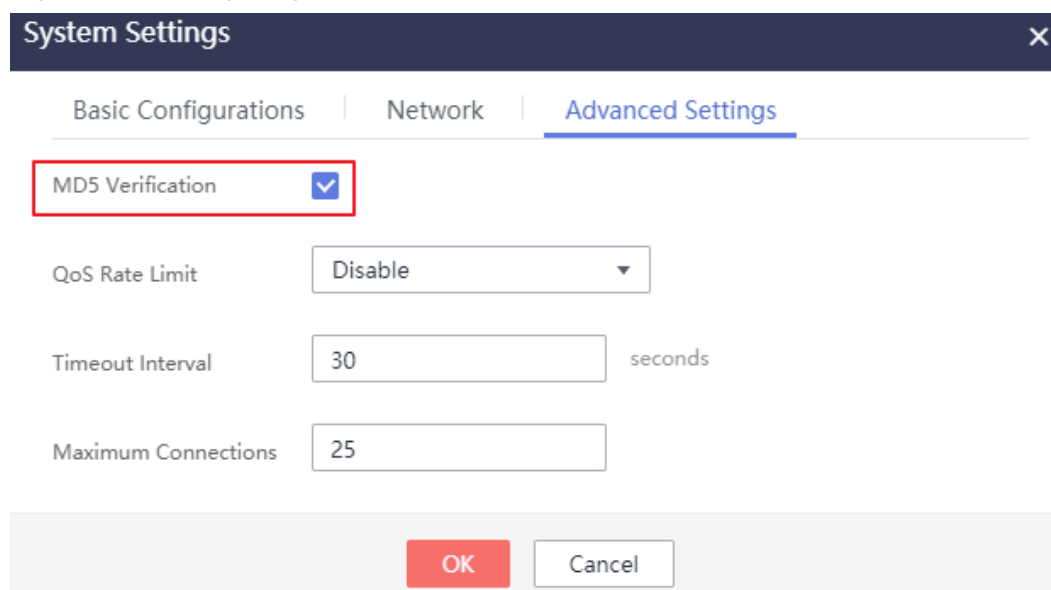 System Settings
Basic Configurations Network Advanced Settings
MD5 Verification
QoS Rate Limit Disable
Timeout Interval 30 seconds
Maximum Connections 25
OK Cancel